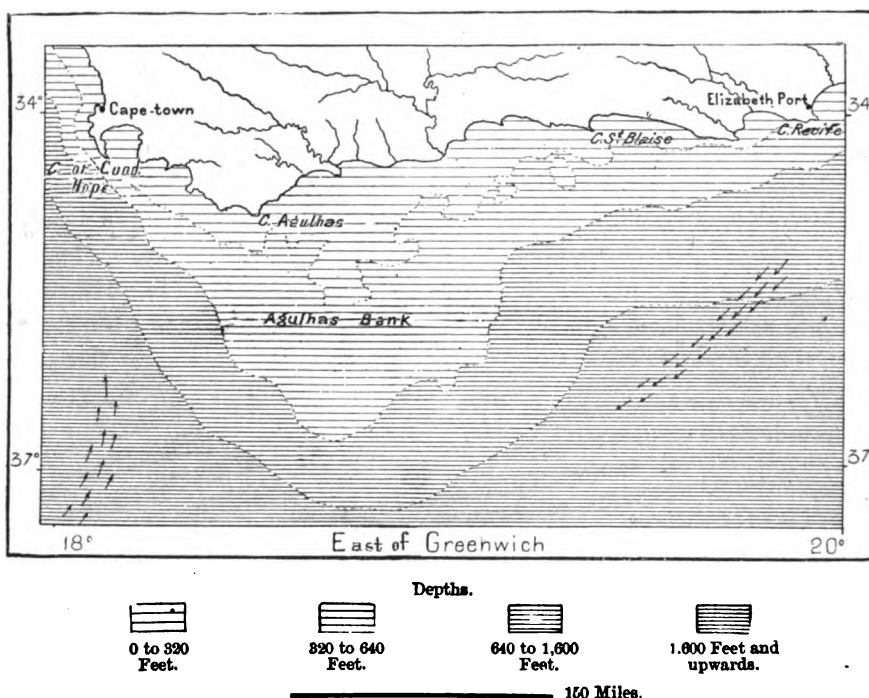 34°
34
Cape-town
Elizabeth Port
C. St Blaise
C. Recife
C. of Good
Hope
C. Agulhas
Agulhas Bank
37°
37
18°
East of Greenwich
20°
Depths.
0 to 320
Feet.
320 to 640
Feet.
640 to 1,600
Feet.
1.600 Feet and
upwards.
150 Miles.